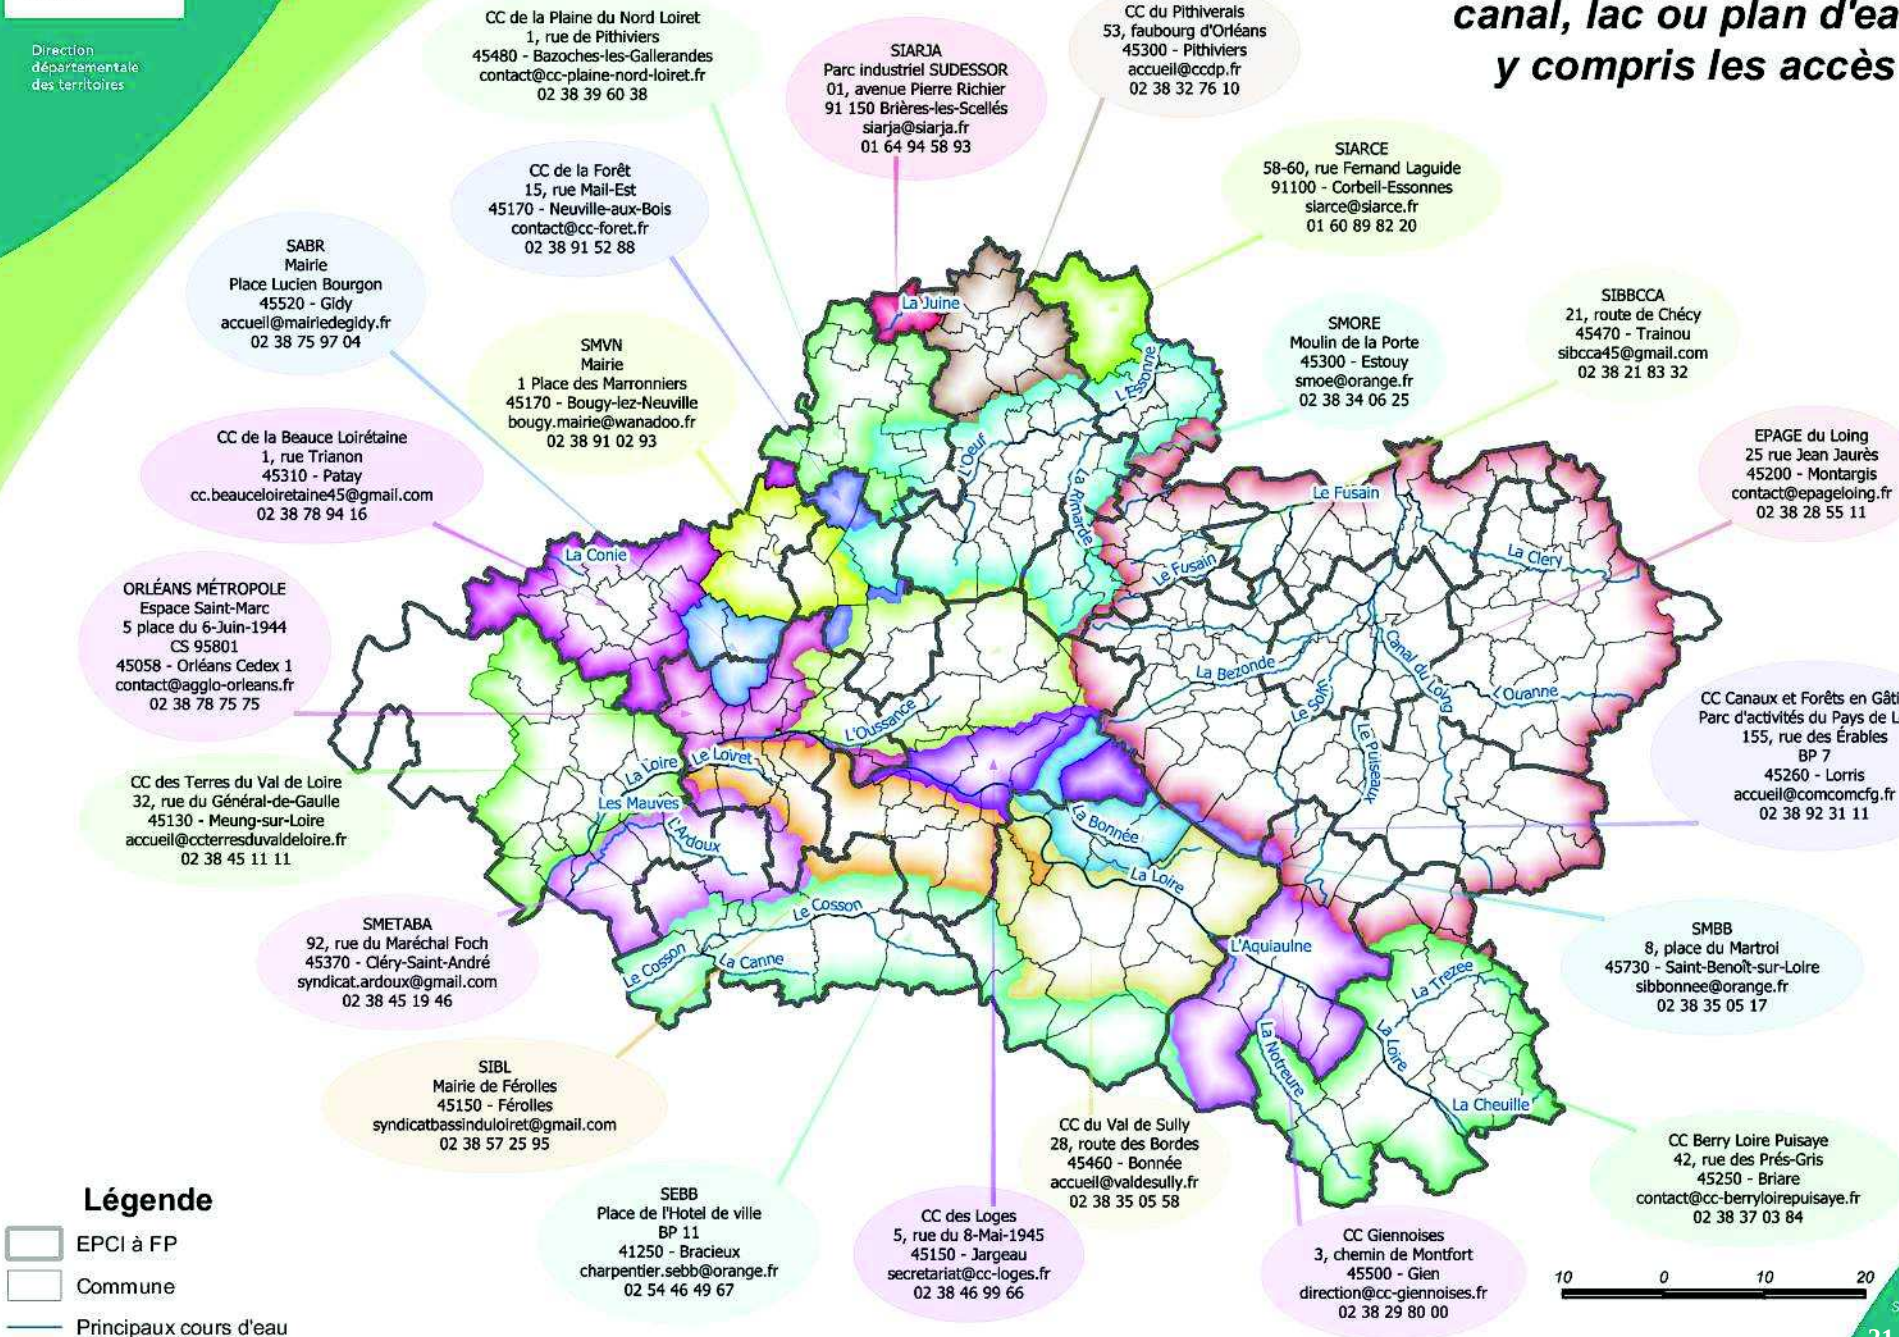 Direction
départementale
des territoires
canal, lac ou plan d'ea
y compris les accès
CC de la Plaine du Nord Loiret
1, rue de Pithiviers
45480 - Bazoches-les-Gallerandes
contact@cc-plaine-nord-loiret.fr
02 38 39 60 38
SIARJA
Parc industriel SUDESSOR
01, avenue Pierre Richier
91 150 Brières-les-Scellés
siarja@siarja.fr
01 64 94 58 93
CC du Pithiverais
53, faubourg d'Orléans
45300 - Pithiviers
accueil@ccdp.fr
02 38 32 76 10
SIARCE
58-60, rue Fernand Laguide
91100 - Corbeil-Essonnes
siarce@siarce.fr
01 60 89 82 20
CC de la Forêt
15, rue Mail-Est
45170 - Neuville-aux-Bois
contact@cc-foret.fr
02 38 91 52 88
SABR
Mairie
Place Lucien Bourgon
45520 - Gidy
accueil@mairiedegidy.fr
02 38 75 97 04
SMVN
Mairie
1 Place des Marronniers
45170 - Bougy-lez-Neuville
bougy.mairie@wanadoo.fr
02 38 91 02 93
SMORE
Moulin de la Porte
45300 - Estouy
smoe@orange.fr
02 38 34 06 25
SIBBCCA
21, route de Chécy
45470 - Trainou
sibcca45@gmail.com
02 38 21 83 32
CC de la Beauce Loirétaine
1, rue Trianon
45310 - Patay
cc.beauceloiretaine45@gmail.com
02 38 78 94 16
EPAGE du Loing
25 rue Jean Jaurès
45200 - Montargis
contact@epageloing.fr
02 38 28 55 11
ORLÉANS MÉTROPOLE
Espace Saint-Marc
5 place du 6-Juin-1944
CS 95801
45058 - Orléans Cedex 1
contact@agglo-orleans.fr
02 38 78 75 75
CC Canaux et Forêts en Gâti
Parc d'activités du Pays de L
155, rue des Érables
BP 7
45260 - Lorris
accueil@comcomcfg.fr
02 38 92 31 11
CC des Terres du Val de Loire
32, rue du Général-de-Gaulle
45130 - Meung-sur-Loire
accueil@ccterresduvaldeloire.fr
02 38 45 11 11
SMETABA
92, rue du Maréchal Foch
45370 - Cléry-Saint-André
syndicat.ardoux@gmail.com
02 38 45 19 46
SMBB
8, place du Martroi
45730 - Saint-Benoît-sur-Loire
sibbonnee@orange.fr
02 38 35 05 17
SIBL
Mairie de Férolles
45150 - Férolles
syndicatbassinduloiret@gmail.com
02 38 57 25 95
SEBB
Place de l'Hotel de ville
BP 11
41250 - Bracieux
charpentier.sebb@orange.fr
02 54 46 49 67
CC des Loges
5, rue du 8-Mai-1945
45150 - Jargeau
secretariat@cc-loges.fr
02 38 46 99 66
CC du Val de Sully
28, route des Bordes
45460 - Bonnée
accueil@valdesully.fr
02 38 35 05 58
CC Giennoises
3, chemin de Montfort
45500 - Gien
direction@cc-giennoises.fr
02 38 29 80 00
CC Berry Loire Puisaye
42, rue des Prés-Gris
45250 - Briare
contact@cc-berryloirepuisaye.fr
02 38 37 03 84
La Juine
L'Essonne
L'Oeuf
La Rimarde
Le Fusain
Le Fusain
La Clery
La Conie
La Bezonde
Canal du Loing
L'Ouanne
Le Puiseaux
L'Oussance
La Loire
Le Loiret
Les Mauves
L'Ardoux
La Bonnée
La Loire
Le Cosson
Le Cosson
La Canne
L'Aquiaulne
La Trezee
La Loire
La Notreure
La Cheuille
Légende
EPCI à FP
Commune
Principaux cours d'eau
10 0 10 20